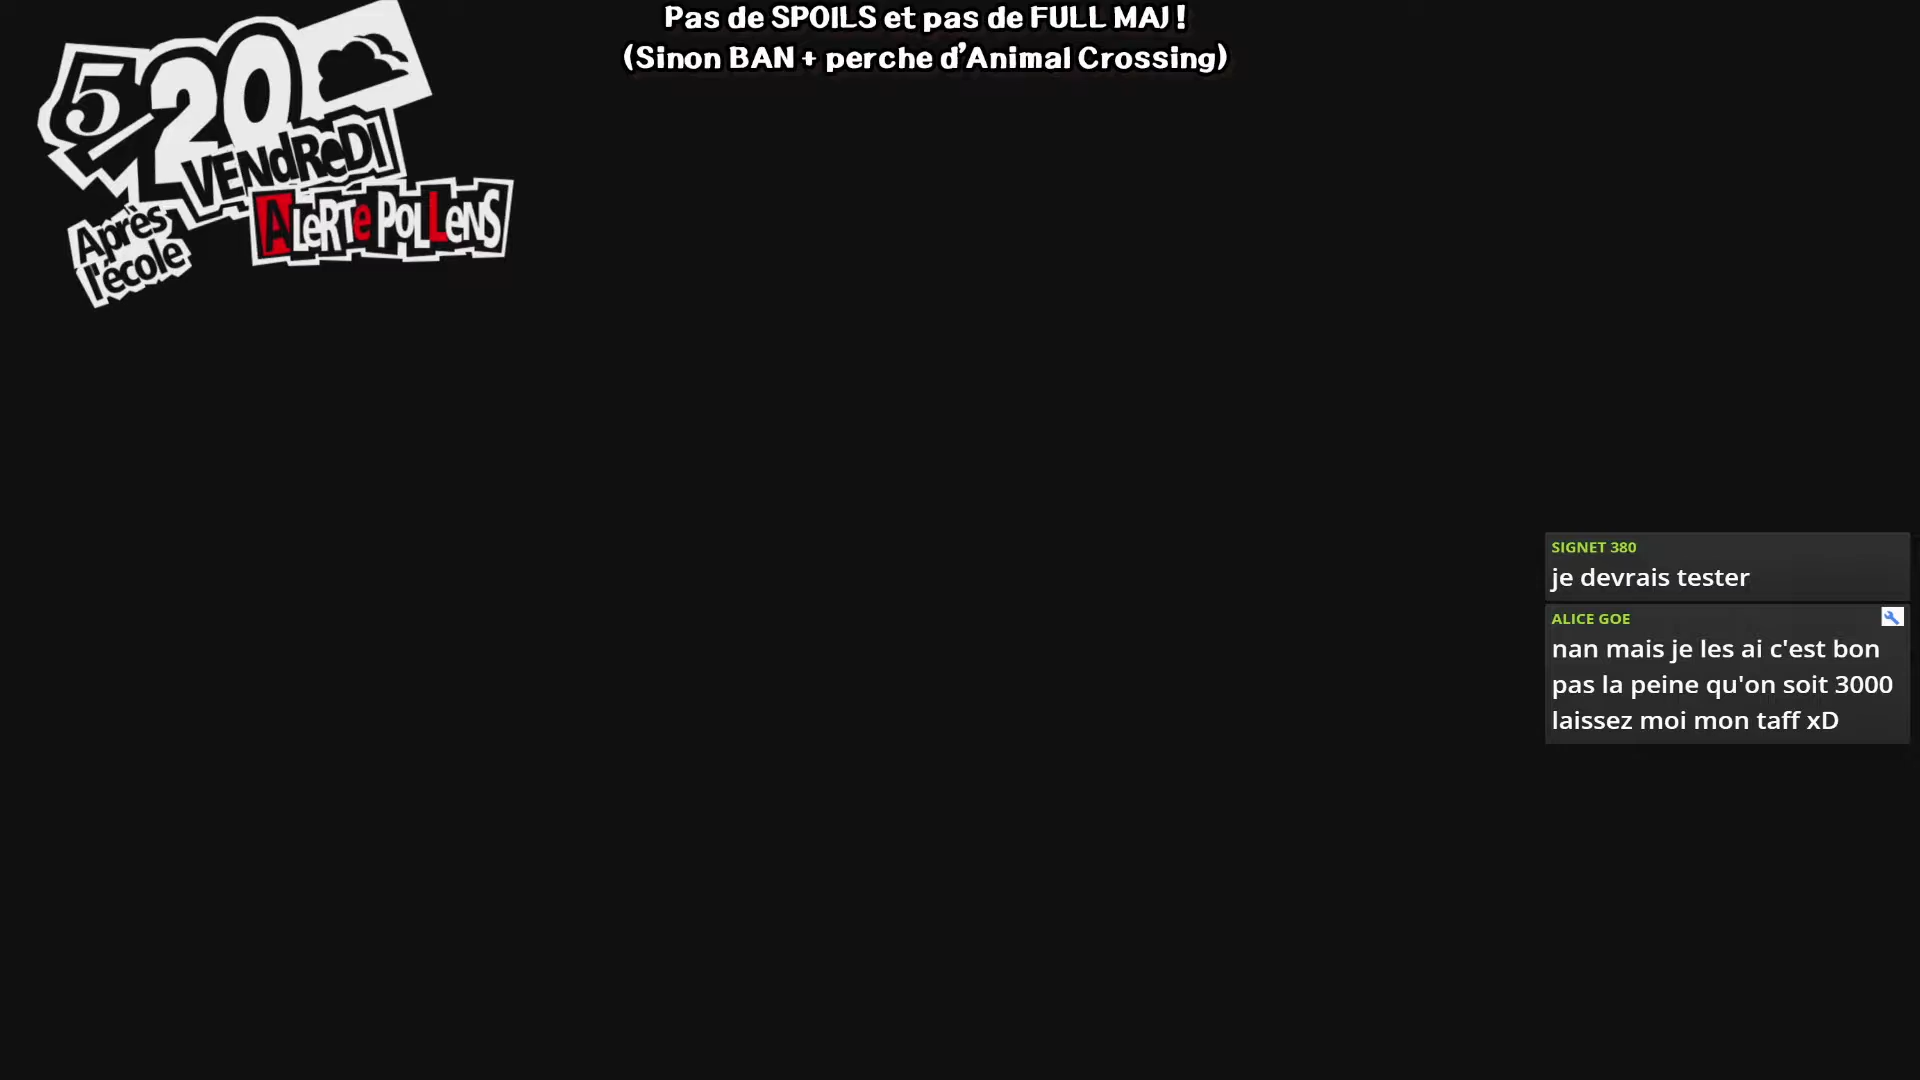 Pas de SPOILS et pas de FULL MAJ !
(Sinon BAN + perche d'Animal Crossing)
5/20
VENdReDI
Après
l'école
ALeRTe PoLLeNS
SIGNET 380
je devrais tester
ALICE GOE
nan mais je les ai c'est bon
pas la peine qu'on soit 3000
laissez moi mon taff xD